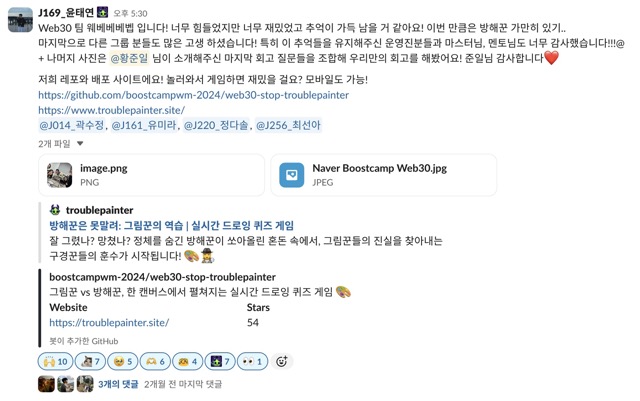 J169_윤태연 오후 5:30
Web30 팀 웨베베베벱 입니다! 너무 힘들었지만 너무 재밌었고 추억이 가득 남을 거 같아요! 이번 만큼은 방해꾼 가만히 있기..
마지막으로 다른 그룹 분들도 많은 고생 하셨습니다! 특히 이 추억들을 유지해주신 운영진분들과 마스터님, 멘토님도 너무 감사했습니다!!!@
+ 나머지 사진은 @황준일 님이 소개해주신 마지막 회고 질문들을 조합해 우리만의 회고를 해봤어요! 준일님 감사합니다❤️
저희 레포와 배포 사이트에요! 놀러와서 게임하면 재밌을 걸요? 모바일도 가능!
https://github.com/boostcampwm-2024/web30-stop-troublepainter
https://www.troublepainter.site/
@J014_곽수정, @J161_유미라, @J220_정다솔, @J256_최선아
2개 파일
image.png
PNG
Naver Boostcamp Web30.jpg
JPEG
troublepainter
방해꾼은 못말려: 그림꾼의 역습 | 실시간 드로잉 퀴즈 게임
잘 그렸나? 망쳤나? 정체를 숨긴 방해꾼이 쏘아올린 혼돈 속에서, 그림꾼들의 진실을 찾아내는
구경꾼들의 훈수가 시작됩니다! 🎨🕵️
boostcampwm-2024/web30-stop-troublepainter
그림꾼 vs 방해꾼, 한 캔버스에서 펼쳐지는 실시간 드로잉 퀴즈 게임 🎨
Website Stars
https://troublepainter.site/ 54
봇이 추가한 GitHub
10 7 5 6 4 7 1
3개의 댓글 2개월 전 마지막 댓글